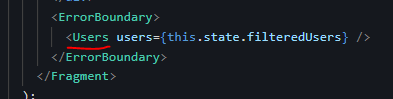 <ErrorBoundary>
<Users users={this.state.filteredUsers} />
</ErrorBoundary>
</Fragment>
);